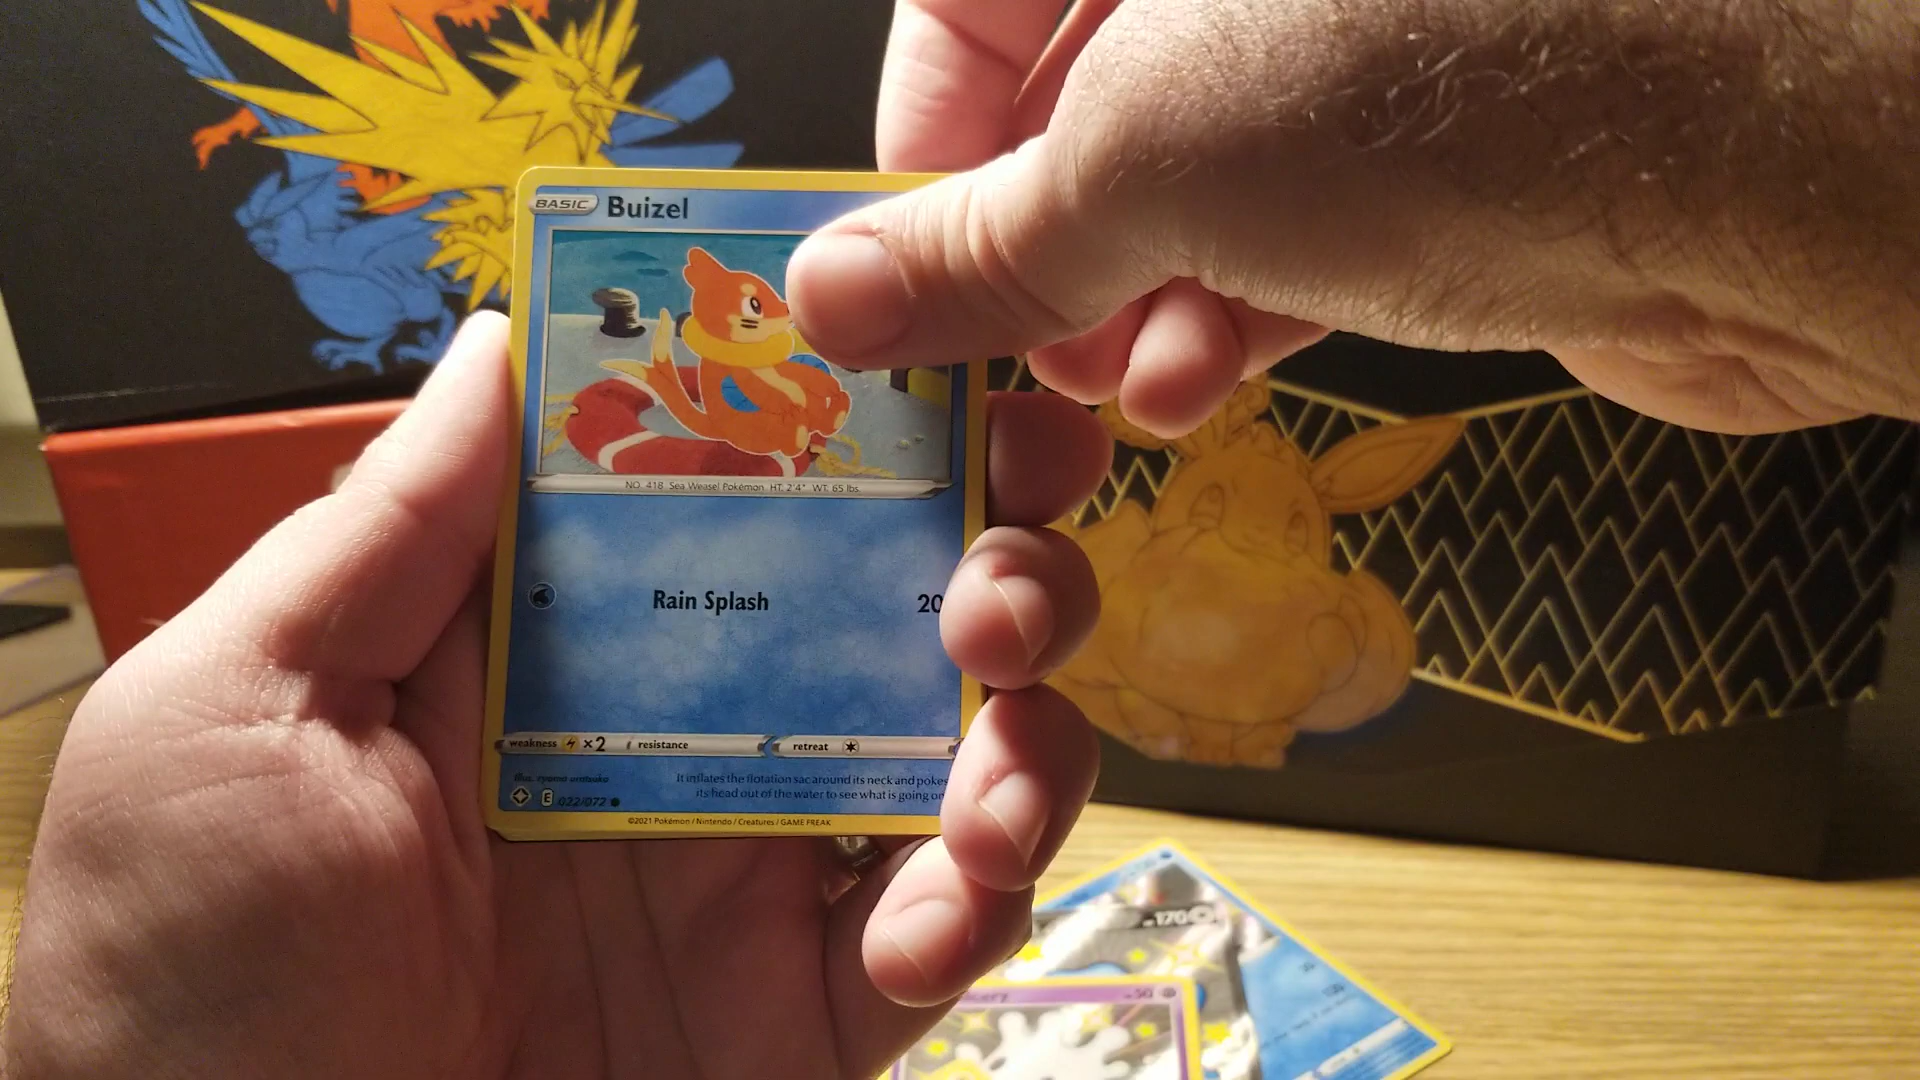 BASIC Buizel
NO. 418 Sea Weasel Pokémon HT: 2'4" WT: 65 lbs.
Rain Splash 20
weakness ×2 resistance retreat
Illus. ryoma uratsuka
It inflates the flotation sac around its neck and pokes
its head out of the water to see what is going on
E 022/072
©2021 Pokémon / Nintendo / Creatures / GAME FREAK
170
50